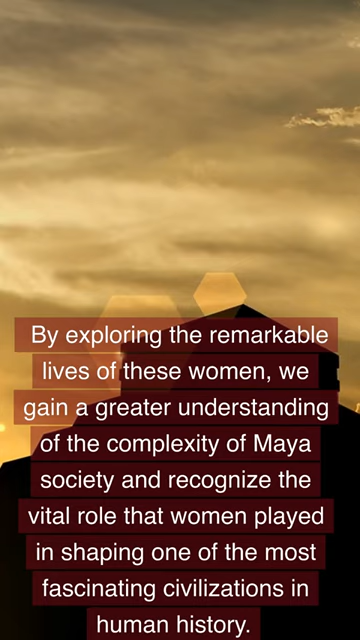 By exploring the remarkable
lives of these women, we
gain a greater understanding
of the complexity of Maya
society and recognize the
vital role that women played
in shaping one of the most
fascinating civilizations in
human history.